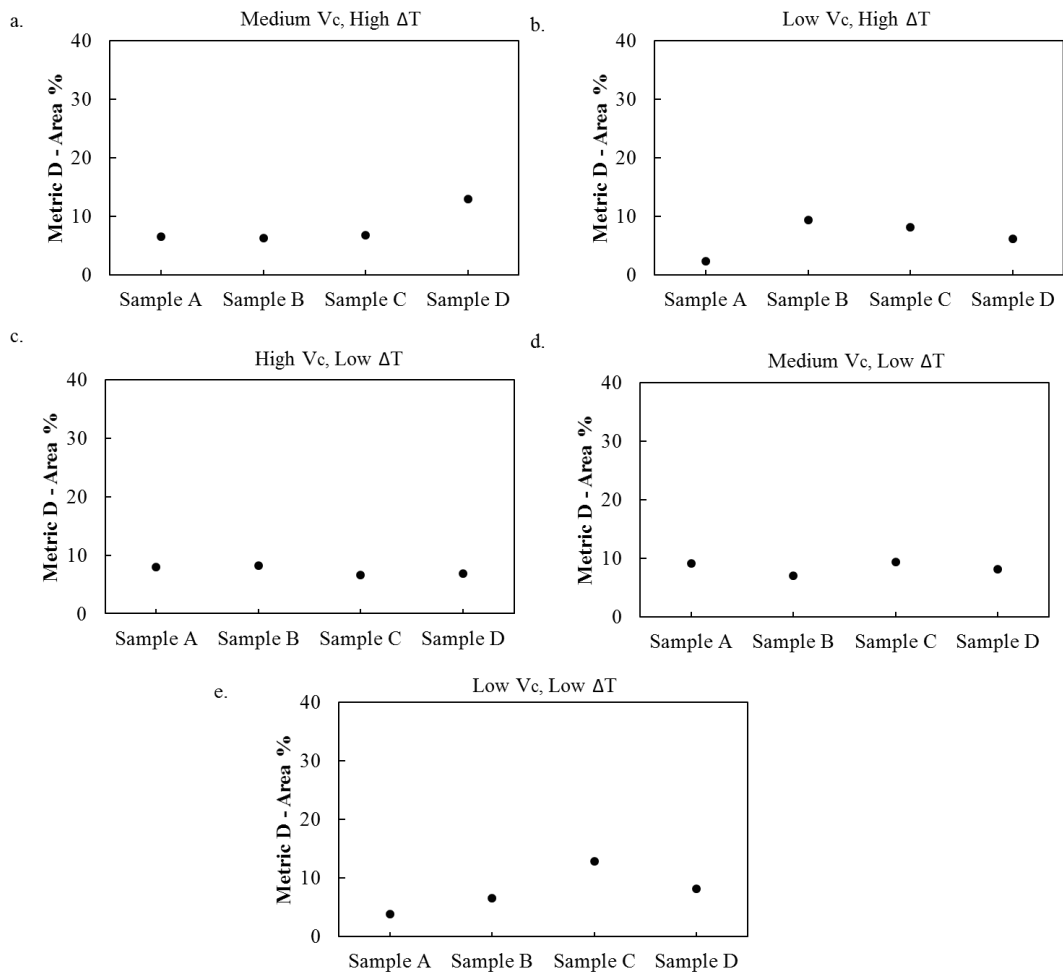 a.
Medium Vc, High ΔT
Metric D - Area %
40
30
20
10
0
Sample A Sample B Sample C Sample D
b.
Low Vc, High ΔT
Metric D - Area %
40
30
20
10
0
Sample A Sample B Sample C Sample D
c.
High Vc, Low ΔT
Metric D - Area %
40
30
20
10
0
Sample A Sample B Sample C Sample D
d.
Medium Vc, Low ΔT
Metric D - Area %
40
30
20
10
0
Sample A Sample B Sample C Sample D
e.
Low Vc, Low ΔT
Metric D - Area %
40
30
20
10
0
Sample A Sample B Sample C Sample D